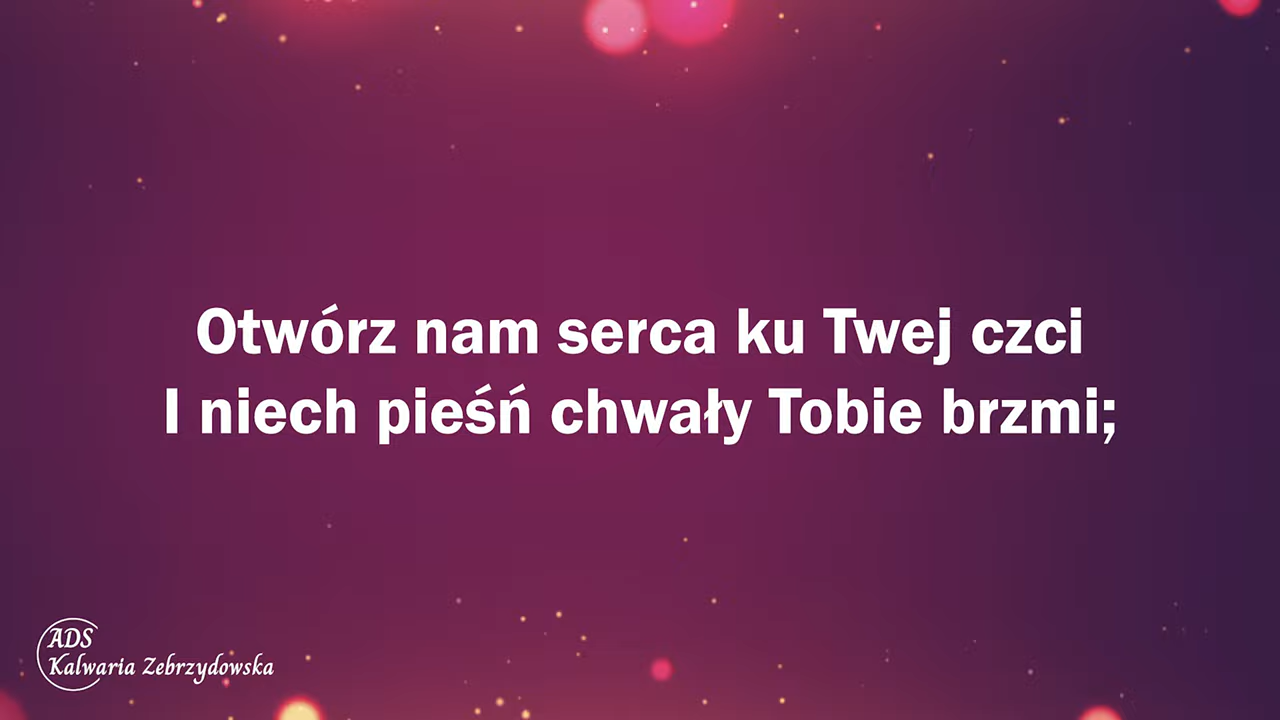 Otwórz nam serca ku Twej czci
I niech pieśń chwały Tobie brzmi;
ADS
Kalwaria Zebrzydowska